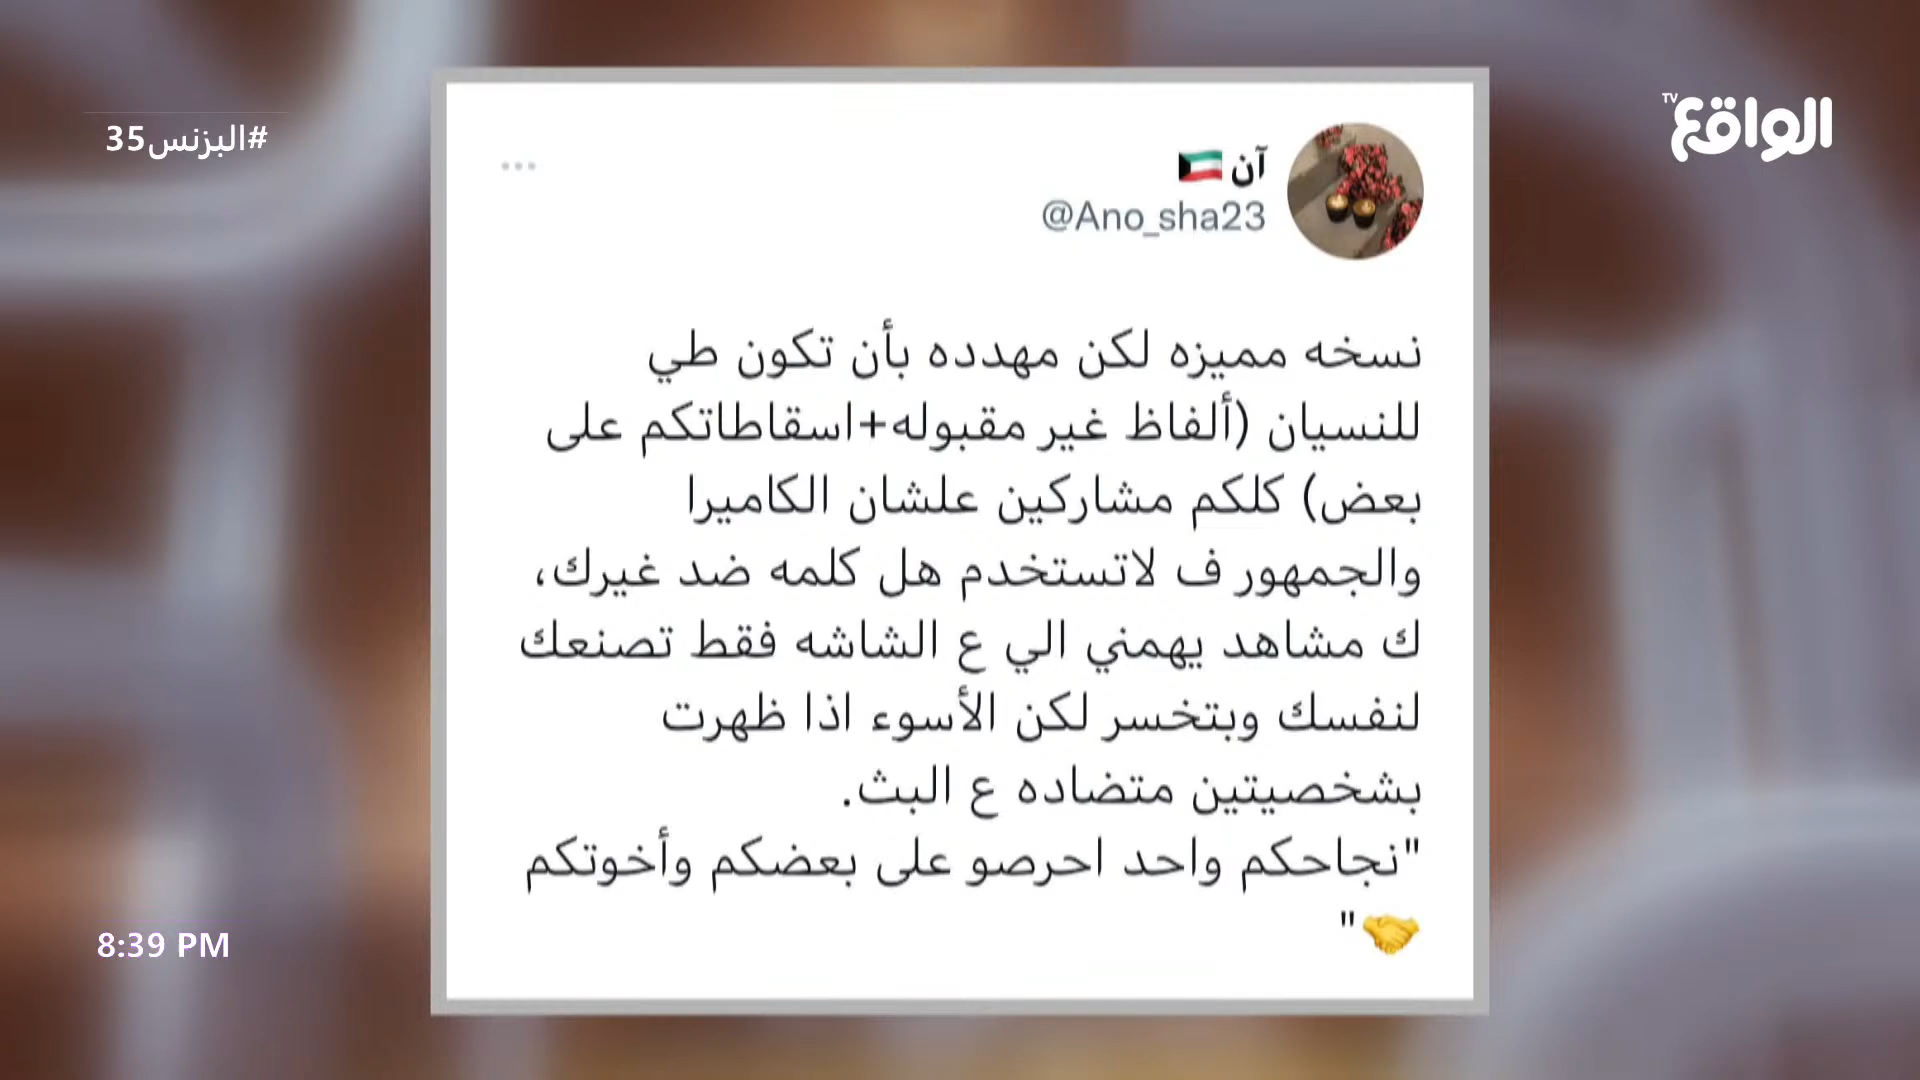 #البزنس35
الواقع TV
آن 🇰🇼
@Ano_sha23
نسخه مميزه لكن مهدده بأن تكون طي
للنسيان (ألفاظ غير مقبوله+اسقاطاتكم على
بعض) كلكم مشاركين علشان الكاميرا
والجمهور ف لاتستخدم هل كلمه ضد غيرك،
ك مشاهد يهمني الي ع الشاشه فقط تصنعك
لنفسك وبتخسر لكن الأسوء اذا ظهرت
بشخصيتين متضاده ع البث.
"نجاحكم واحد احرصو على بعضكم وأخوتكم
🤝"
8:39 PM